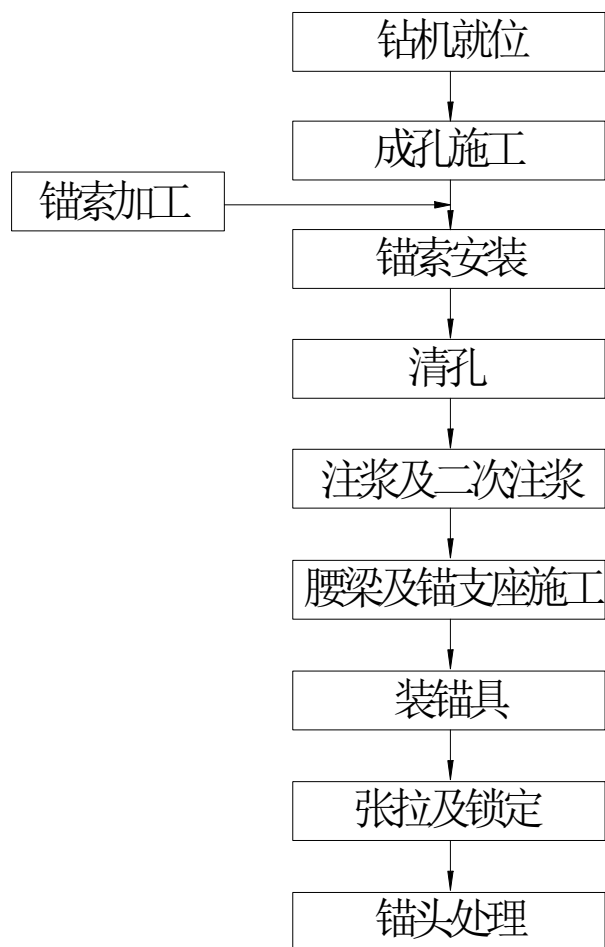 钻机就位
成孔施工
锚索加工
锚索安装
清孔
注浆及二次注浆
腰梁及锚支座施工
装锚具
张拉及锁定
锚头处理